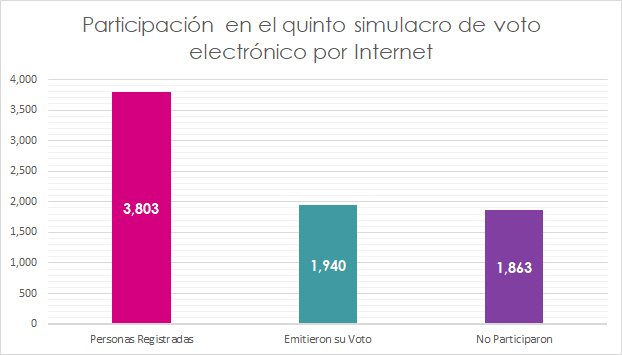 Participación en el quinto simulacro de voto
electrónico por Internet
4,000
3,500
3,000
2,500
2,000
1,500
1,000
500
0
3,803
1,940
1,863
Personas Registradas
Emitieron su Voto
No Participaron